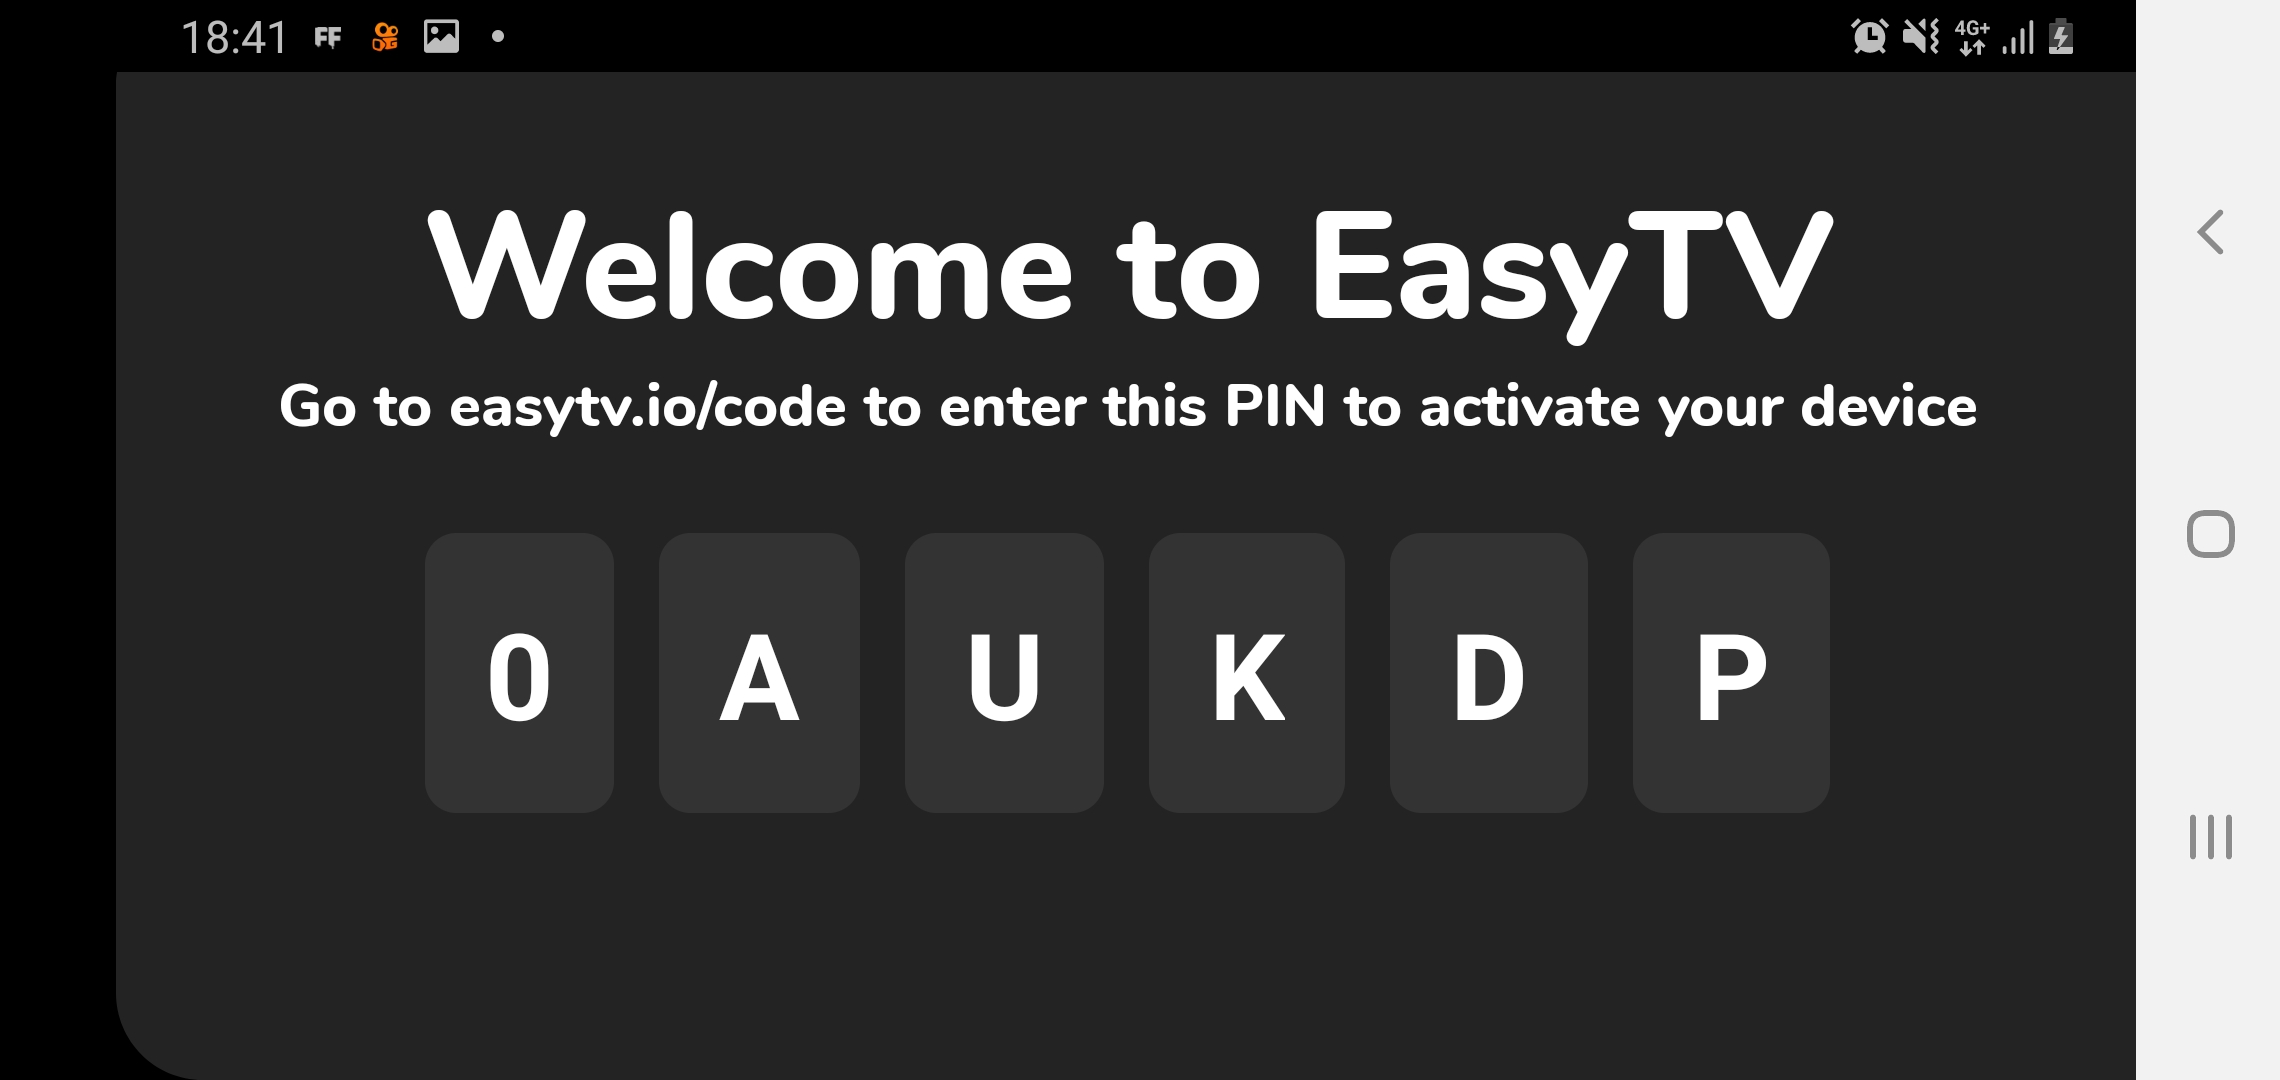 18:41 FF 4G+
Welcome to EasyTV
Go to easytv.io/code to enter this PIN to activate your device
0 A U K D P